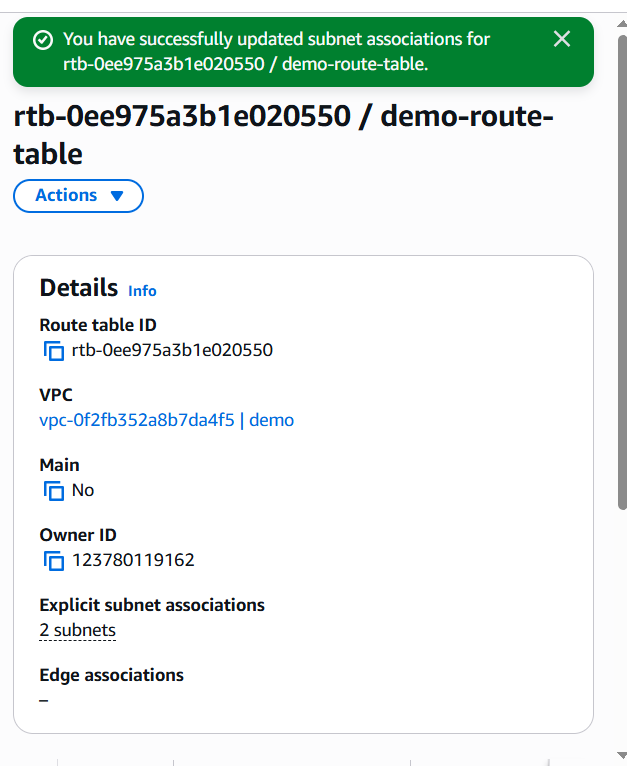 You have successfully updated subnet associations for
rtb-0ee975a3b1e020550 / demo-route-table.
rtb-0ee975a3b1e020550 / demo-route-
table
Actions
Details Info
Route table ID
rtb-0ee975a3b1e020550
VPC
vpc-0f2fb352a8b7da4f5 | demo
Main
No
Owner ID
123780119162
Explicit subnet associations
2 subnets
Edge associations
–